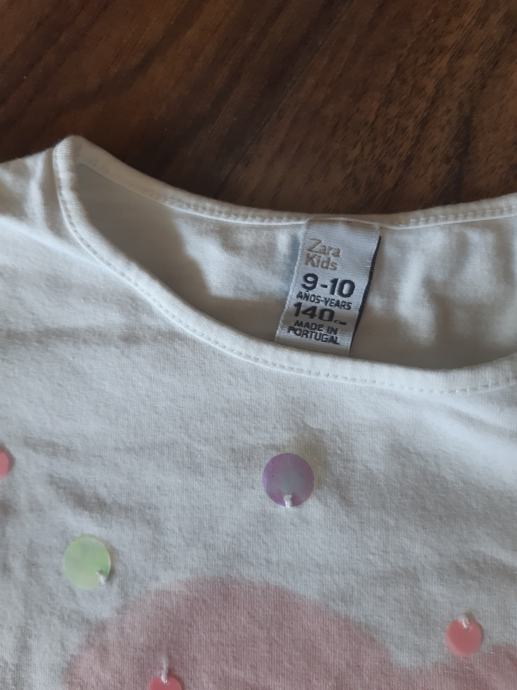 Zara
Kids
9-10
AÑOS-YEARS
140.-
MADE IN
PORTUGAL